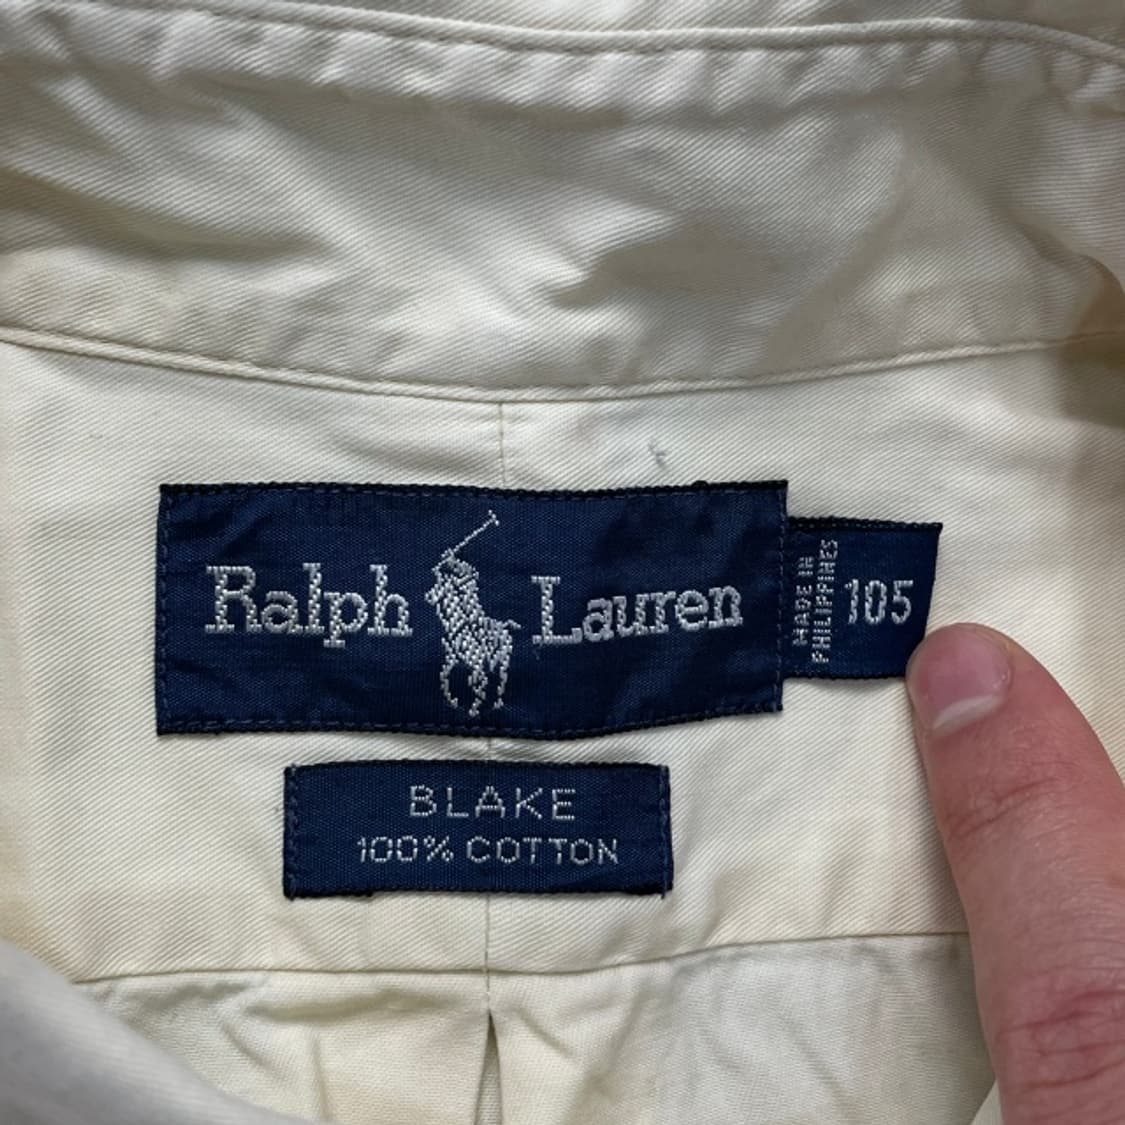 Ralph Lauren
MADE IN
PHILIPPINES
105
BLAKE
100% COTTON